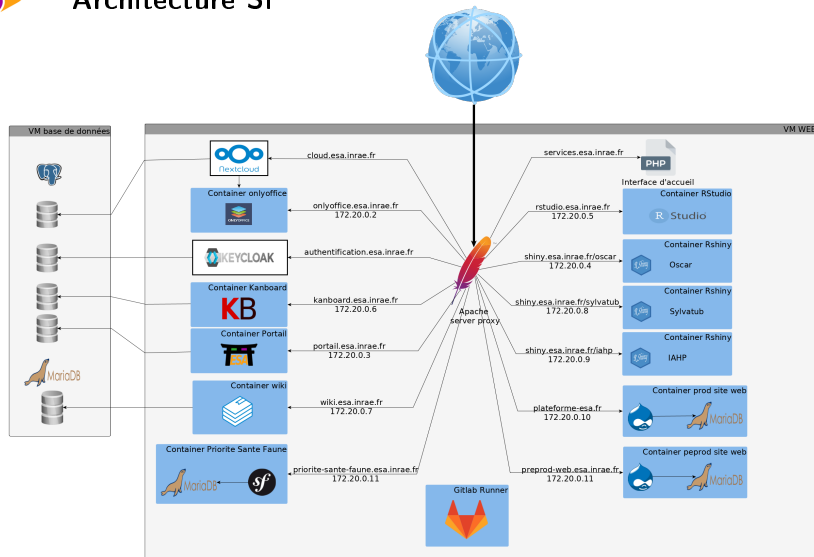 Architecture SI
VM base de données
VM WEB
cloud.esa.inrae.fr
services.esa.inrae.fr
Nextcloud
PHP
Interface d'accueil
Container onlyoffice
ONLYOFFICE
onlyoffice.esa.inrae.fr
172.20.0.2
rstudio.esa.inrae.fr
172.20.0.5
Container RStudio
R Studio
KEYCLOAK
authentification.esa.inrae.fr
shiny.esa.inrae.fr/oscar
172.20.0.4
Container Rshiny
Shiny
Oscar
Container Kanboard
KB
kanboard.esa.inrae.fr
172.20.0.6
Apache
server proxy
shiny.esa.inrae.fr/sylvatub
172.20.0.8
Container Rshiny
Shiny
Sylvatub
Container Portail
portail.esa.inrae.fr
172.20.0.3
shiny.esa.inrae.fr/iahp
172.20.0.9
Container Rshiny
Shiny
IAHP
MariaDB
Container wiki
wiki.esa.inrae.fr
172.20.0.7
plateforme-esa.fr
172.20.0.10
Container prod site web
MariaDB
Container Priorite Sante Faune
MariaDB
sf
priorite-sante-faune.esa.inrae.fr
172.20.0.11
preprod-web.esa.inrae.fr
172.20.0.11
Container peprod site web
MariaDB
Gitlab Runner